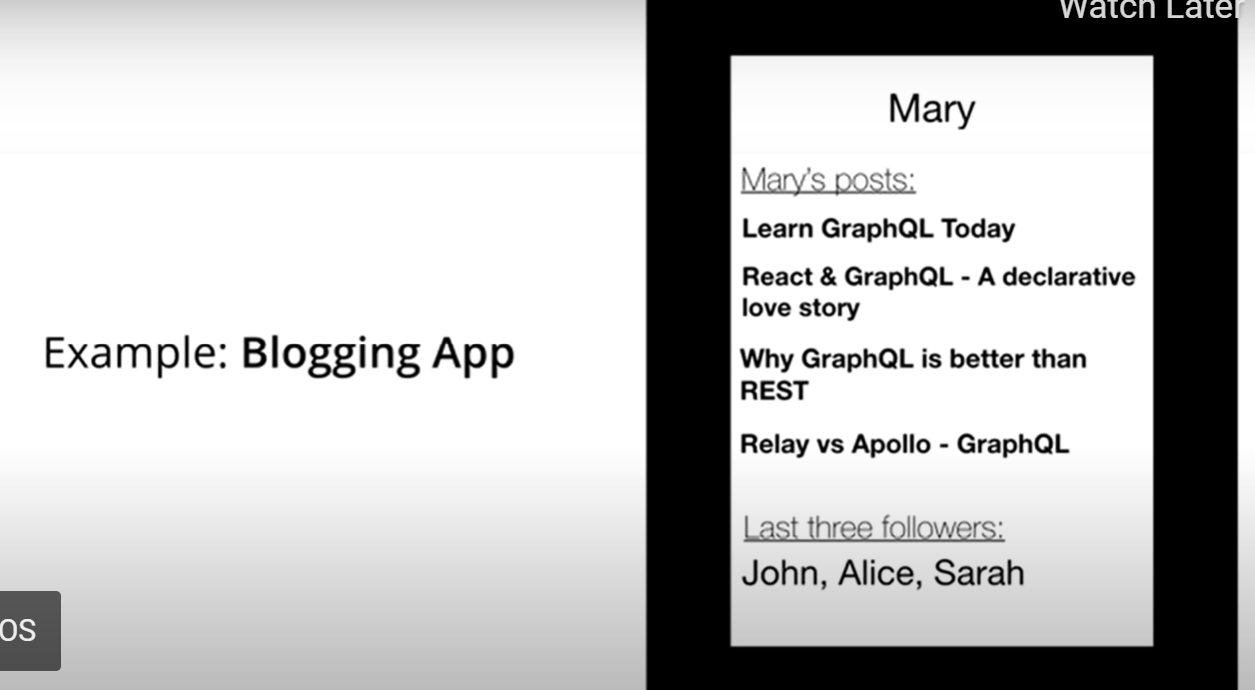 Watch Later
Example: Blogging App
Mary
Mary's posts:
Learn GraphQL Today
React & GraphQL - A declarative
love story
Why GraphQL is better than
REST
Relay vs Apollo - GraphQL
Last three followers:
John, Alice, Sarah
OS